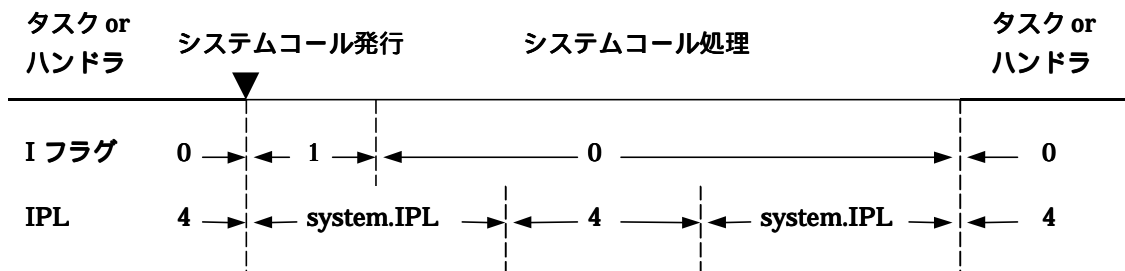 タスク or
ハンドラ
システムコール発行
システムコール処理
タスク or
ハンドラ
I フラグ 0 1 0 0
IPL 4 system.IPL 4 system.IPL 4